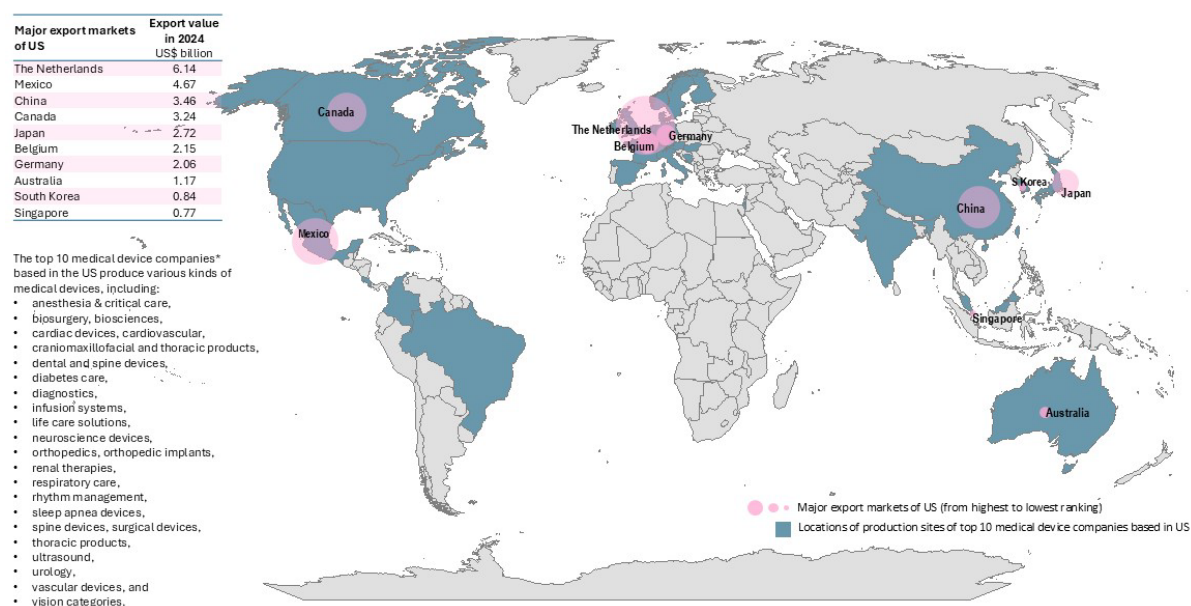 Major export markets of US
Export value in 2024
US$ billion
The Netherlands 6.14
Mexico 4.67
China 3.46
Canada 3.24
Japan 2.72
Belgium 2.15
Germany 2.06
Australia 1.17
South Korea 0.84
Singapore 0.77
The top 10 medical device companies*
based in the US produce various kinds of
medical devices, including:
• anesthesia & critical care,
• biosurgery, biosciences,
• cardiac devices, cardiovascular,
• craniomaxillofacial and thoracic products,
• dental and spine devices,
• diabetes care,
• diagnostics,
• infusion systems,
• life care solutions,
• neuroscience devices,
• orthopedics, orthopedic implants,
• renal therapies,
• respiratory care,
• rhythm management,
• sleep apnea devices,
• spine devices, surgical devices,
• thoracic products,
• ultrasound,
• urology,
• vascular devices, and
• vision categories.
Canada
Mexico
The Netherlands
Germany
Belgium
S Korea
Japan
China
Singapore
Australia
Major export markets of US (from highest to lowest ranking)
Locations of production sites of top 10 medical device companies based in US